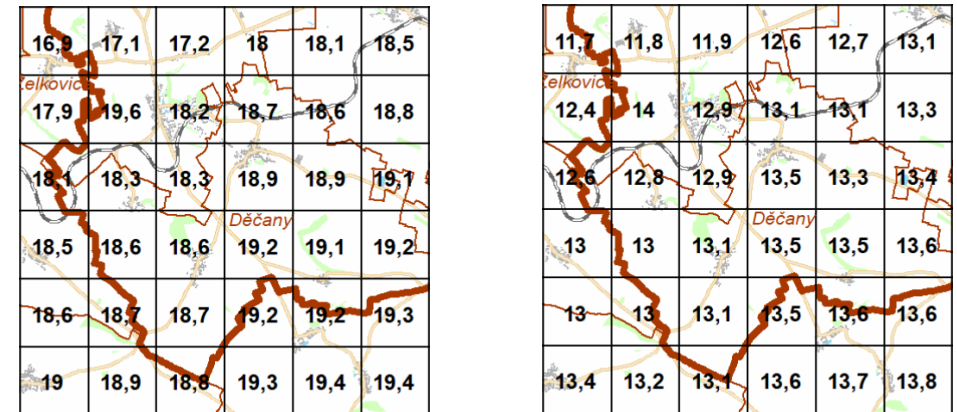 16,9 17,1 17,2 18 18,1 18,5
elkovic
17,9 19,6 18,2 18,7 18,6 18,8
18,1 18,3 18,3 18,9 18,9 19,1
Děčany
18,5 18,6 18,6 19,2 19,1 19,2
18,6 18,7 18,7 19,2 19,2 19,3
19 18,9 18,8 19,3 19,4 19,4
11,7 11,8 11,9 12,6 12,7 13,1
elkovic
12,4 14 12,9 13,1 13,1 13,3
12,6 12,8 12,9 13,5 13,3 13,4
Děčany
13 13 13,1 13,5 13,5 13,6
13 13 13,1 13,5 13,6 13,6
13,4 13,2 13,1 13,6 13,7 13,8